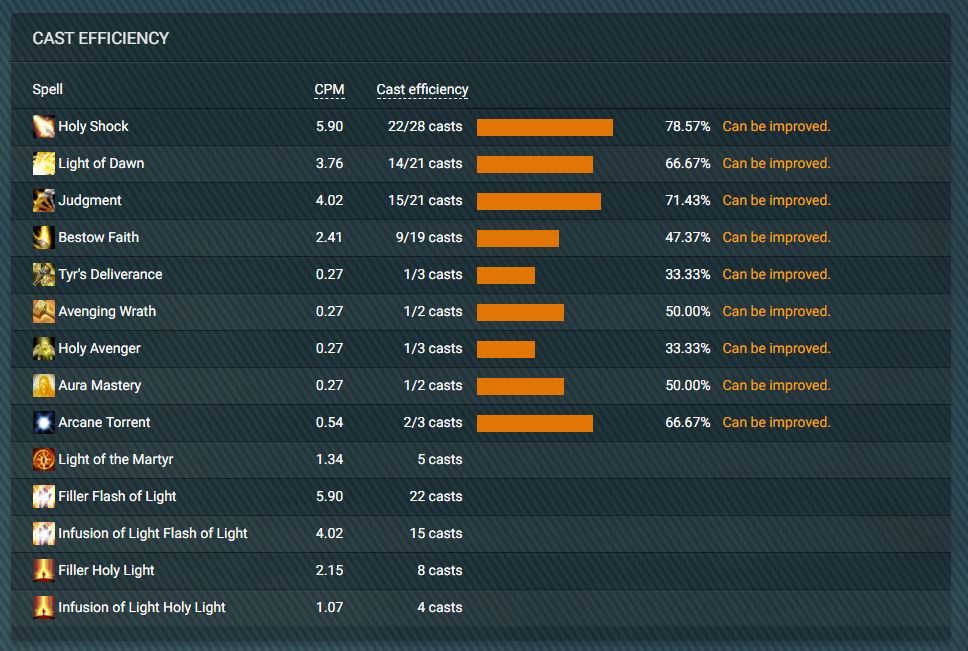 CAST EFFICIENCY
Spell CPM Cast efficiency
Holy Shock 5.90 22/28 casts 78.57% Can be improved.
Light of Dawn 3.76 14/21 casts 66.67% Can be improved.
Judgment 4.02 15/21 casts 71.43% Can be improved.
Bestow Faith 2.41 9/19 casts 47.37% Can be improved.
Tyr's Deliverance 0.27 1/3 casts 33.33% Can be improved.
Avenging Wrath 0.27 1/2 casts 50.00% Can be improved.
Holy Avenger 0.27 1/3 casts 33.33% Can be improved.
Aura Mastery 0.27 1/2 casts 50.00% Can be improved.
Arcane Torrent 0.54 2/3 casts 66.67% Can be improved.
Light of the Martyr 1.34 5 casts
Filler Flash of Light 5.90 22 casts
Infusion of Light Flash of Light 4.02 15 casts
Filler Holy Light 2.15 8 casts
Infusion of Light Holy Light 1.07 4 casts